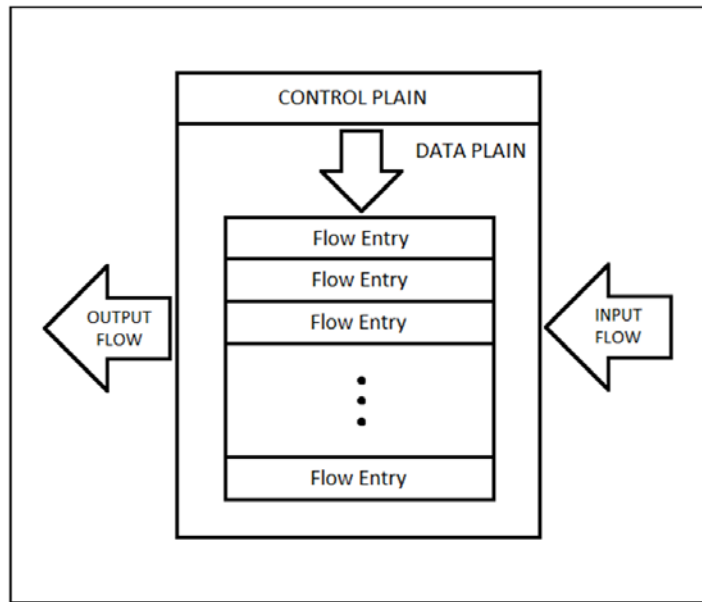 CONTROL PLAIN
DATA PLAIN
Flow Entry
Flow Entry
Flow Entry
Flow Entry
OUTPUT
FLOW
INPUT
FLOW